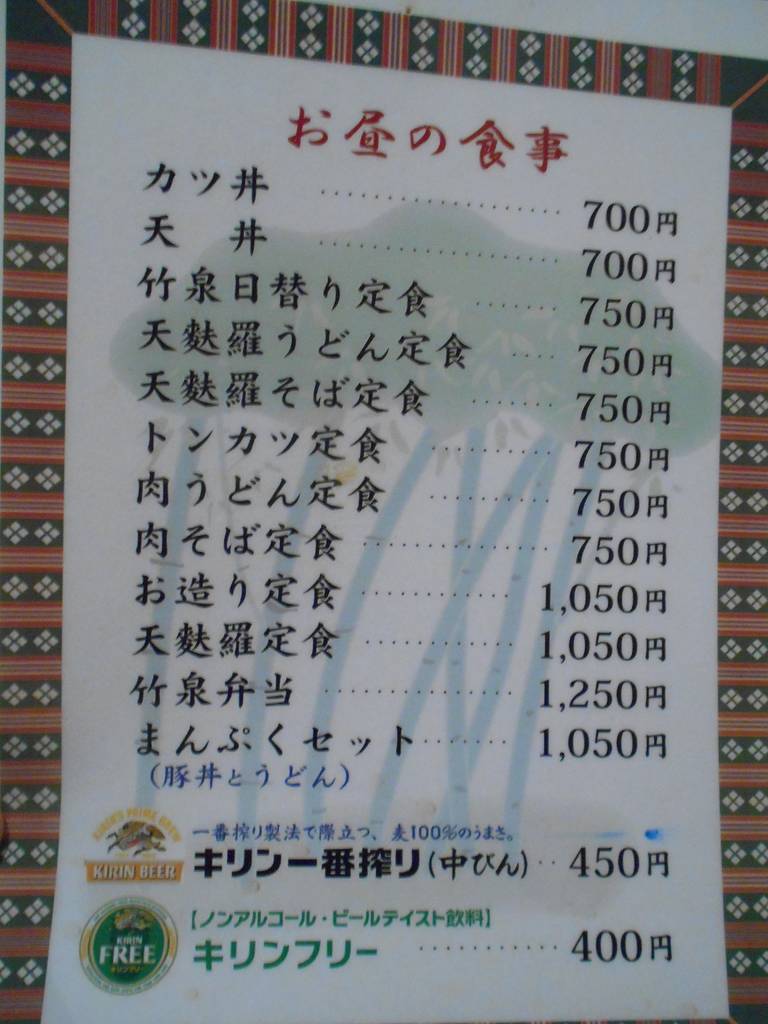 お昼の食事
カツ丼 ………………… 700円
天　丼 ………………… 700円
竹泉日替り定食 ……… 750円
天麩羅うどん定食 …… 750円
天麩羅そば定食 ……… 750円
トンカツ定食 ………… 750円
肉うどん定食 ………… 750円
肉そば定食 …………… 750円
お造り定食 …………… 1,050円
天麩羅定食 …………… 1,050円
竹泉弁当 ……………… 1,250円
まんぷくセット ……… 1,050円
（豚丼とうどん）
KIRIN'S PRIME BREW
KIRIN BEER
一番搾り製法で際立つ、麦100%のうまさ。
キリン一番搾り(中びん) ‥ 450円
KIRIN
FREE
キリンフリー
【ノンアルコール・ビールテイスト飲料】
キリンフリー ………… 400円